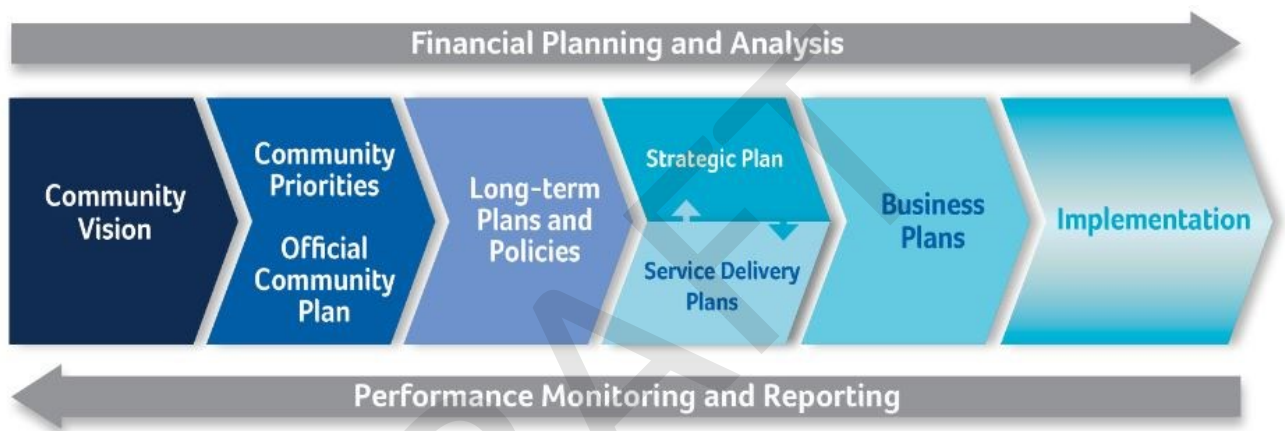 Financial Planning and Analysis
Community
Vision
Community
Priorities
Official
Community
Plan
Long-term
Plans and
Policies
Strategic Plan
Service Delivery
Plans
Business
Plans
Implementation
Performance Monitoring and Reporting
DRAFT